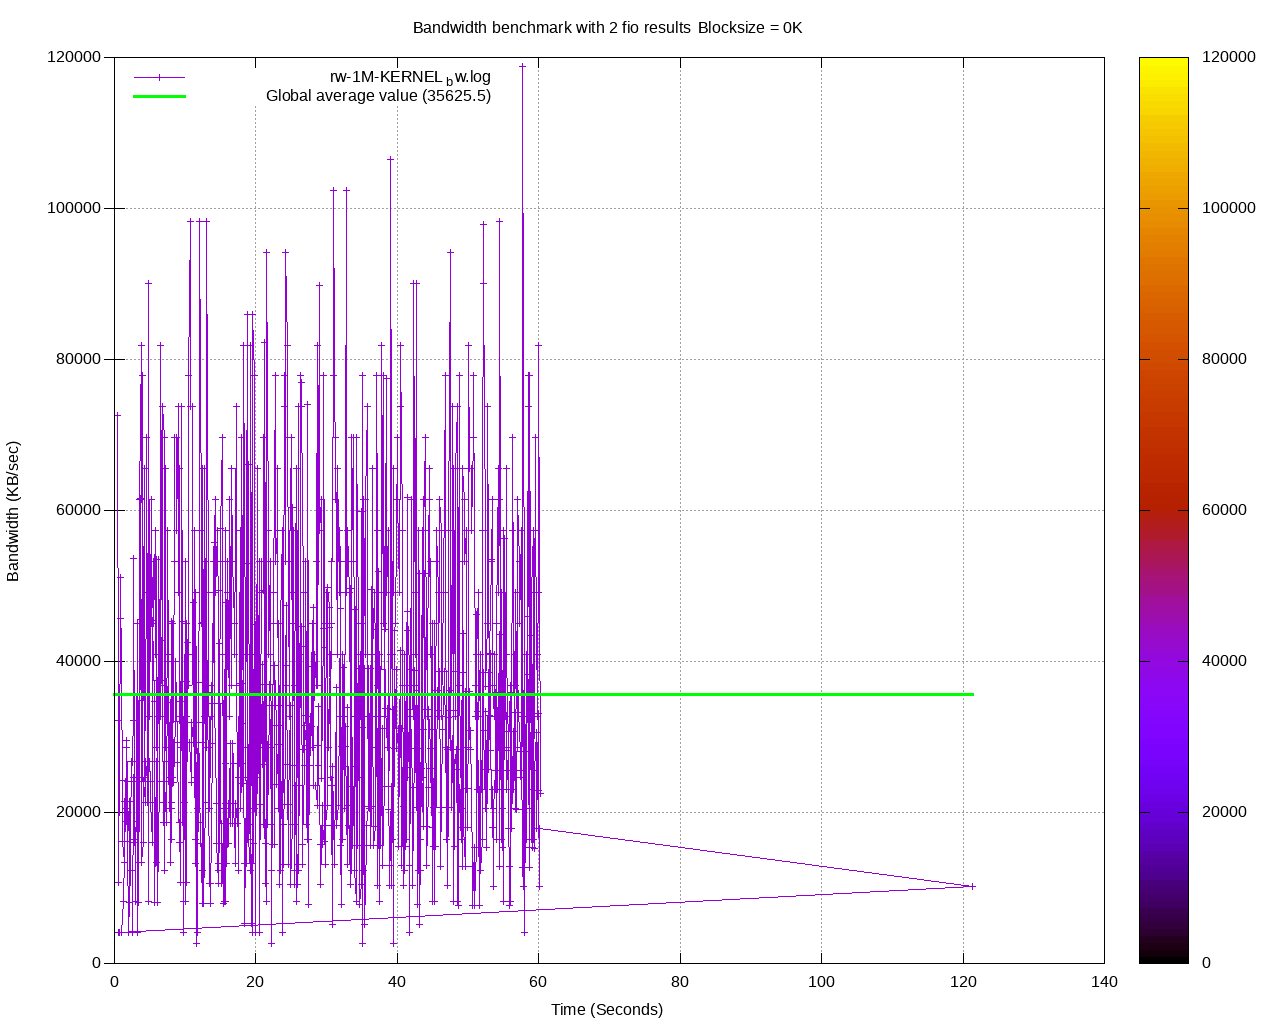 Bandwidth benchmark with 2 fio results Blocksize = 0K
rw-1M-KERNEL_bw.log
Global average value (35625.5)
120000
100000
80000
60000
40000
20000
0
Bandwidth (KB/sec)
0 20 40 60 80 100 120 140
Time (Seconds)
120000
100000
80000
60000
40000
20000
0